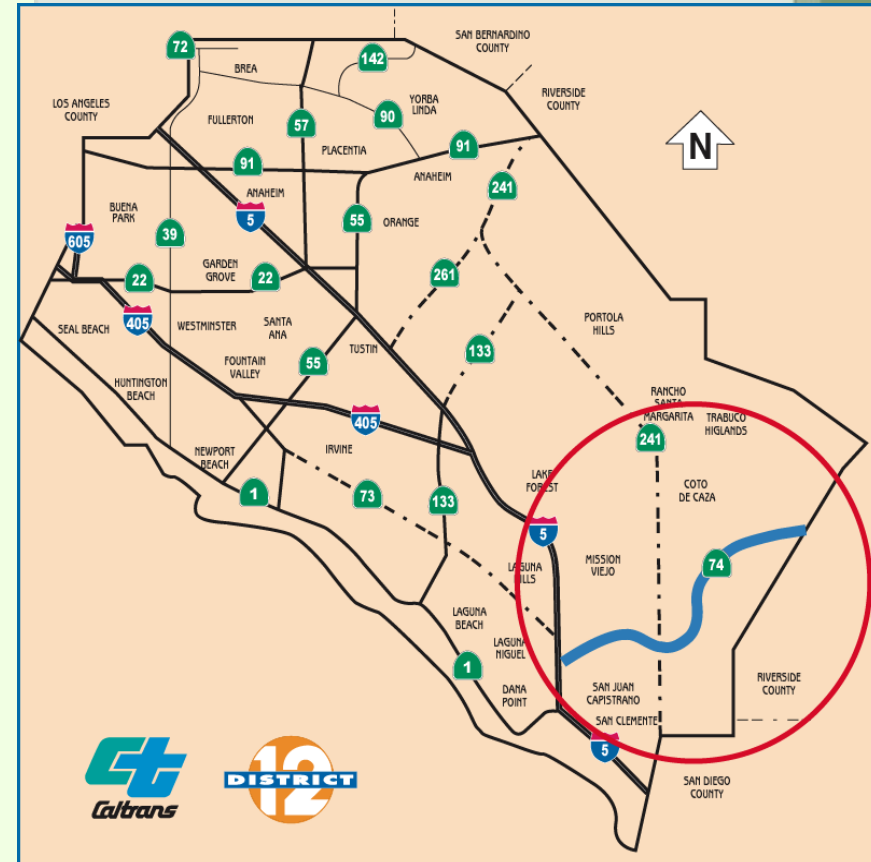 SAN BERNARDINO
COUNTY
72
142
BREA
LOS ANGELES
COUNTY
YORBA
LINDA
RIVERSIDE
COUNTY
FULLERTON
57
90
PLACENTIA
91
91
N
ANAHEIM
ANAHEIM
241
BUENA
PARK
5
55
ORANGE
605
39
GARDEN
GROVE
261
22
22
405
SEAL BEACH
WESTMINSTER
SANTA
ANA
PORTOLA
HILLS
TUSTIN
133
FOUNTAIN
VALLEY
55
HUNTINGTON
BEACH
RANCHO
SANTA
MARGARITA
TRABUCO
HIGLANDS
405
241
IRVINE
NEWPORT
BEACH
LAKE
FOREST
COTO
DE CAZA
1
73
133
5
MISSION
VIEJO
74
LAGUNA
HILLS
LAGUNA
BEACH
LAGUNA
NIGUEL
1
DANA
POINT
SAN JUAN
CAPISTRANO
RIVERSIDE
COUNTY
SAN CLEMENTE
5
SAN DIEGO
COUNTY
Ct
Caltrans
DISTRICT
12